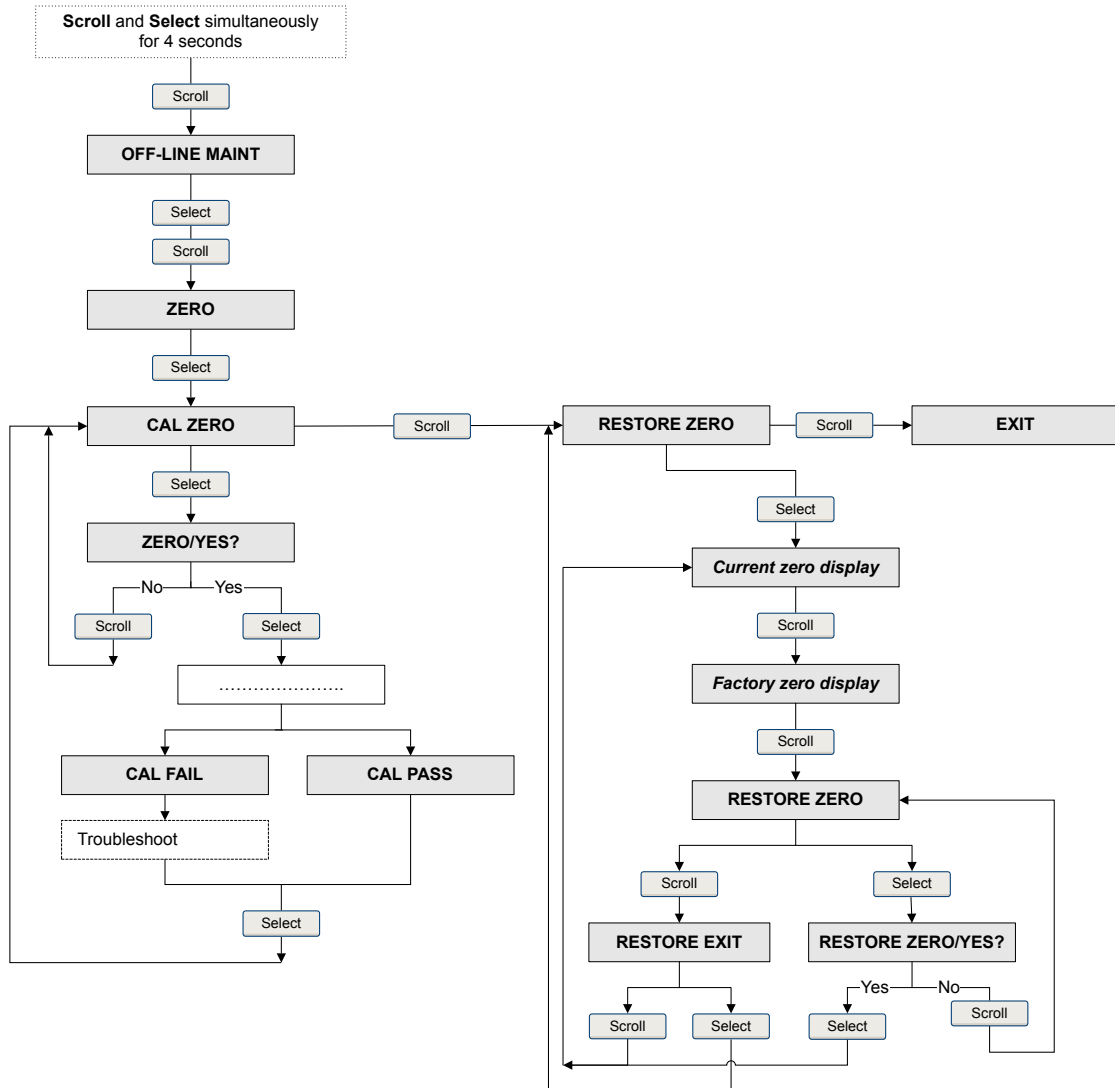 Scroll and Select simultaneously
for 4 seconds
Scroll
OFF-LINE MAINT
Select
Scroll
ZERO
Select
CAL ZERO
Scroll
RESTORE ZERO
Scroll
EXIT
Select
ZERO/YES?
No
Yes
Scroll
Select
.....................
CAL FAIL
CAL PASS
Troubleshoot
Select
Select
Current zero display
Scroll
Factory zero display
Scroll
RESTORE ZERO
Scroll
Select
RESTORE EXIT
RESTORE ZERO/YES?
Yes
No
Scroll
Select
Select
Scroll